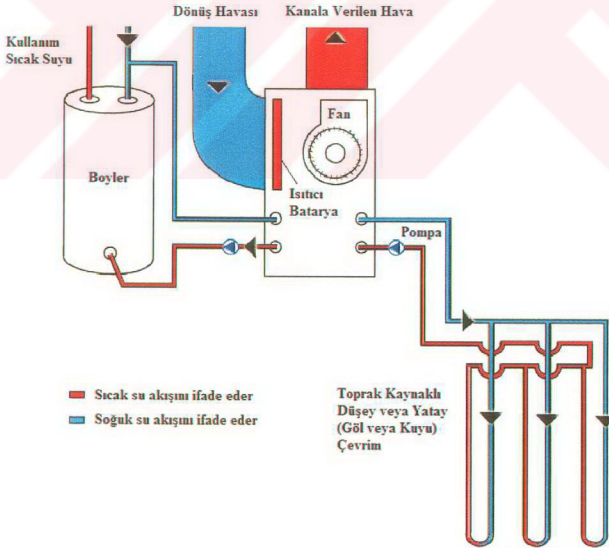 Dönüş Havası
Kanala Verilen Hava
Kullanım
Sıcak Suyu
Fan
Boyler
Isıtıcı
Batarya
Pompa
Sıcak su akışını ifade eder
Soğuk su akışını ifade eder
Toprak Kaynaklı
Düşey veya Yatay
(Göl veya Kuyu)
Çevrim